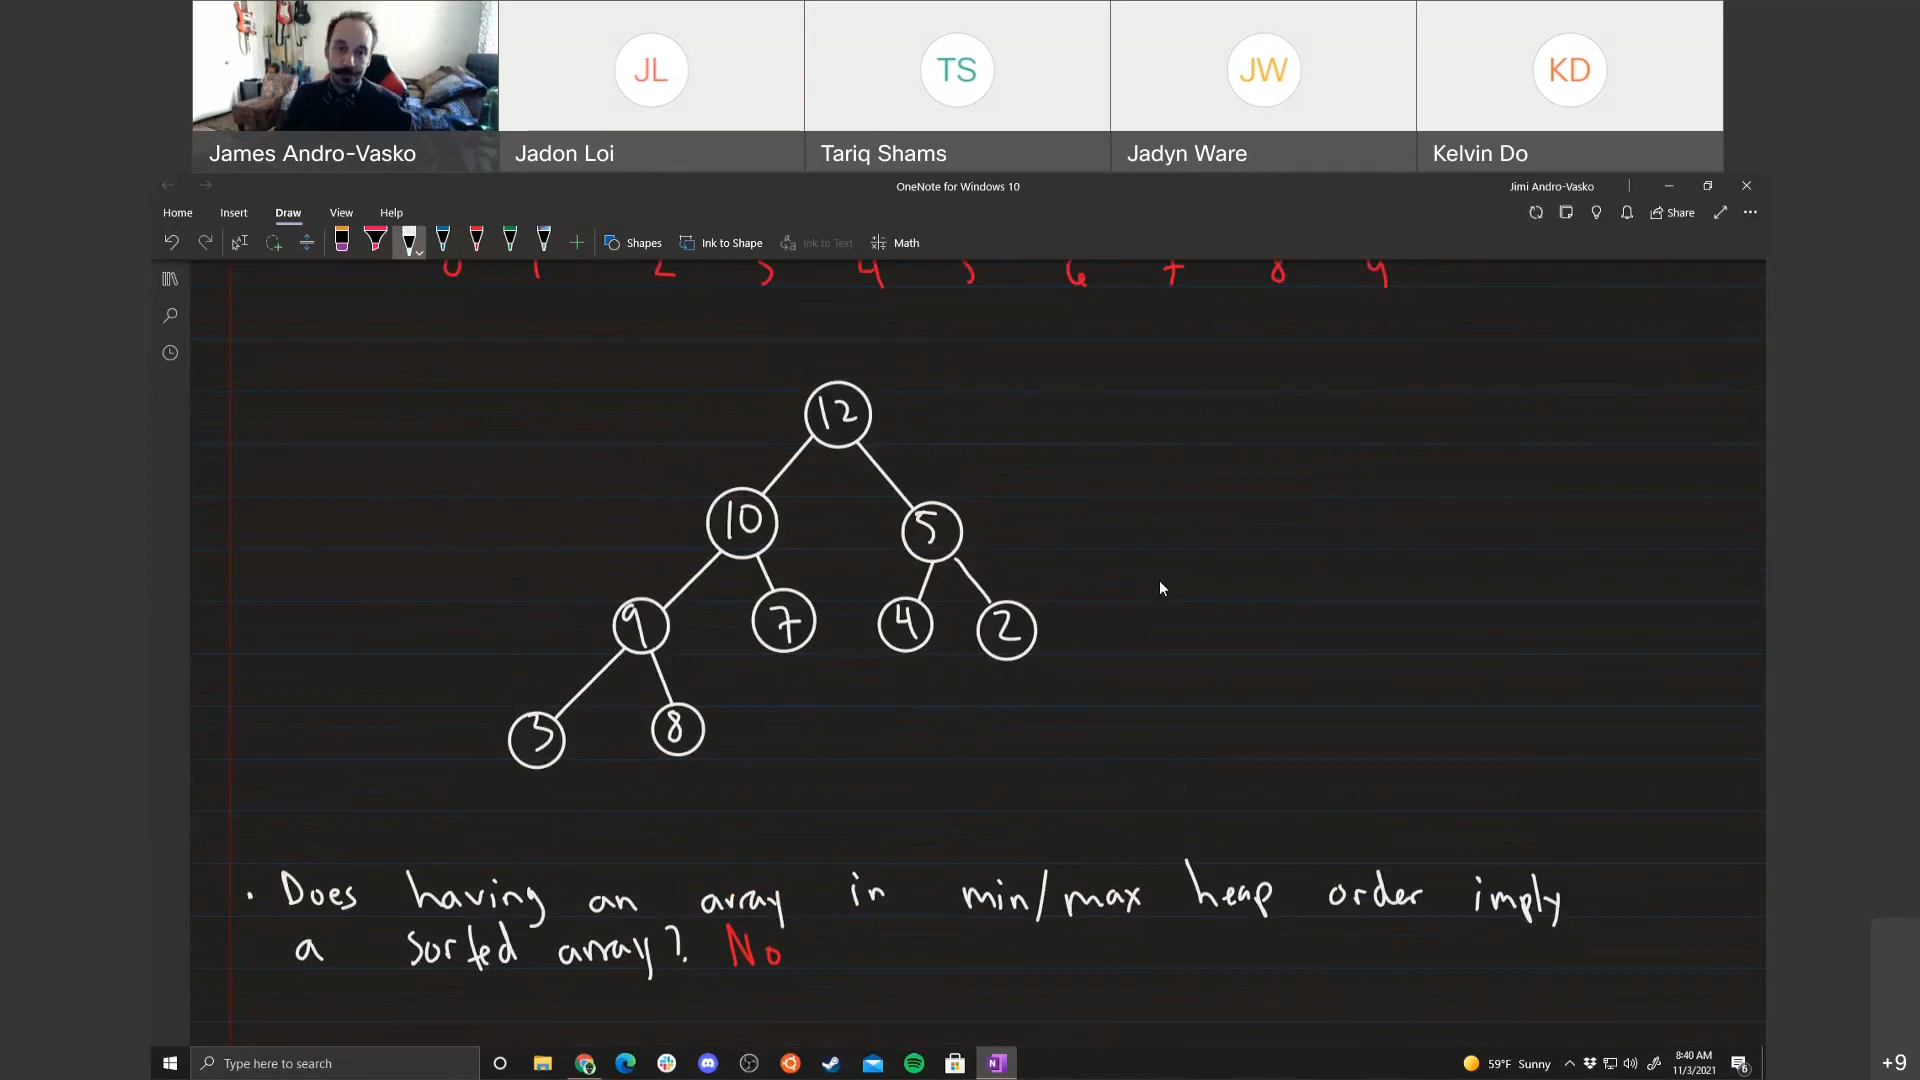 JL
TS
JW
KD
James Andro-Vasko
Jadon Loi
Tariq Shams
Jadyn Ware
Kelvin Do
OneNote for Windows 10
Jimi Andro-Vasko
Home Insert Draw View Help
Share
Shapes Ink to Shape Ink to Text Math
0 1 2 3 4 5 6 7 8 9
12
10 5
9 7 4 2
3 8
• Does having an array in min/max heap order imply
a sorted array? No
Type here to search
59°F Sunny
8:40 AM
11/3/2021
6
+9